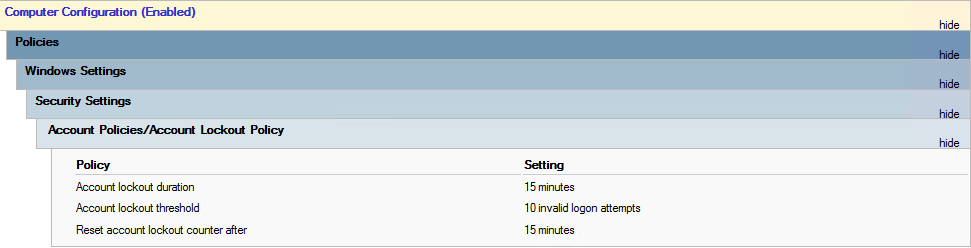 Computer Configuration (Enabled)
hide
Policies
hide
Windows Settings
hide
Security Settings
hide
Account Policies/Account Lockout Policy
hide
Policy Setting
Account lockout duration 15 minutes
Account lockout threshold 10 invalid logon attempts
Reset account lockout counter after 15 minutes